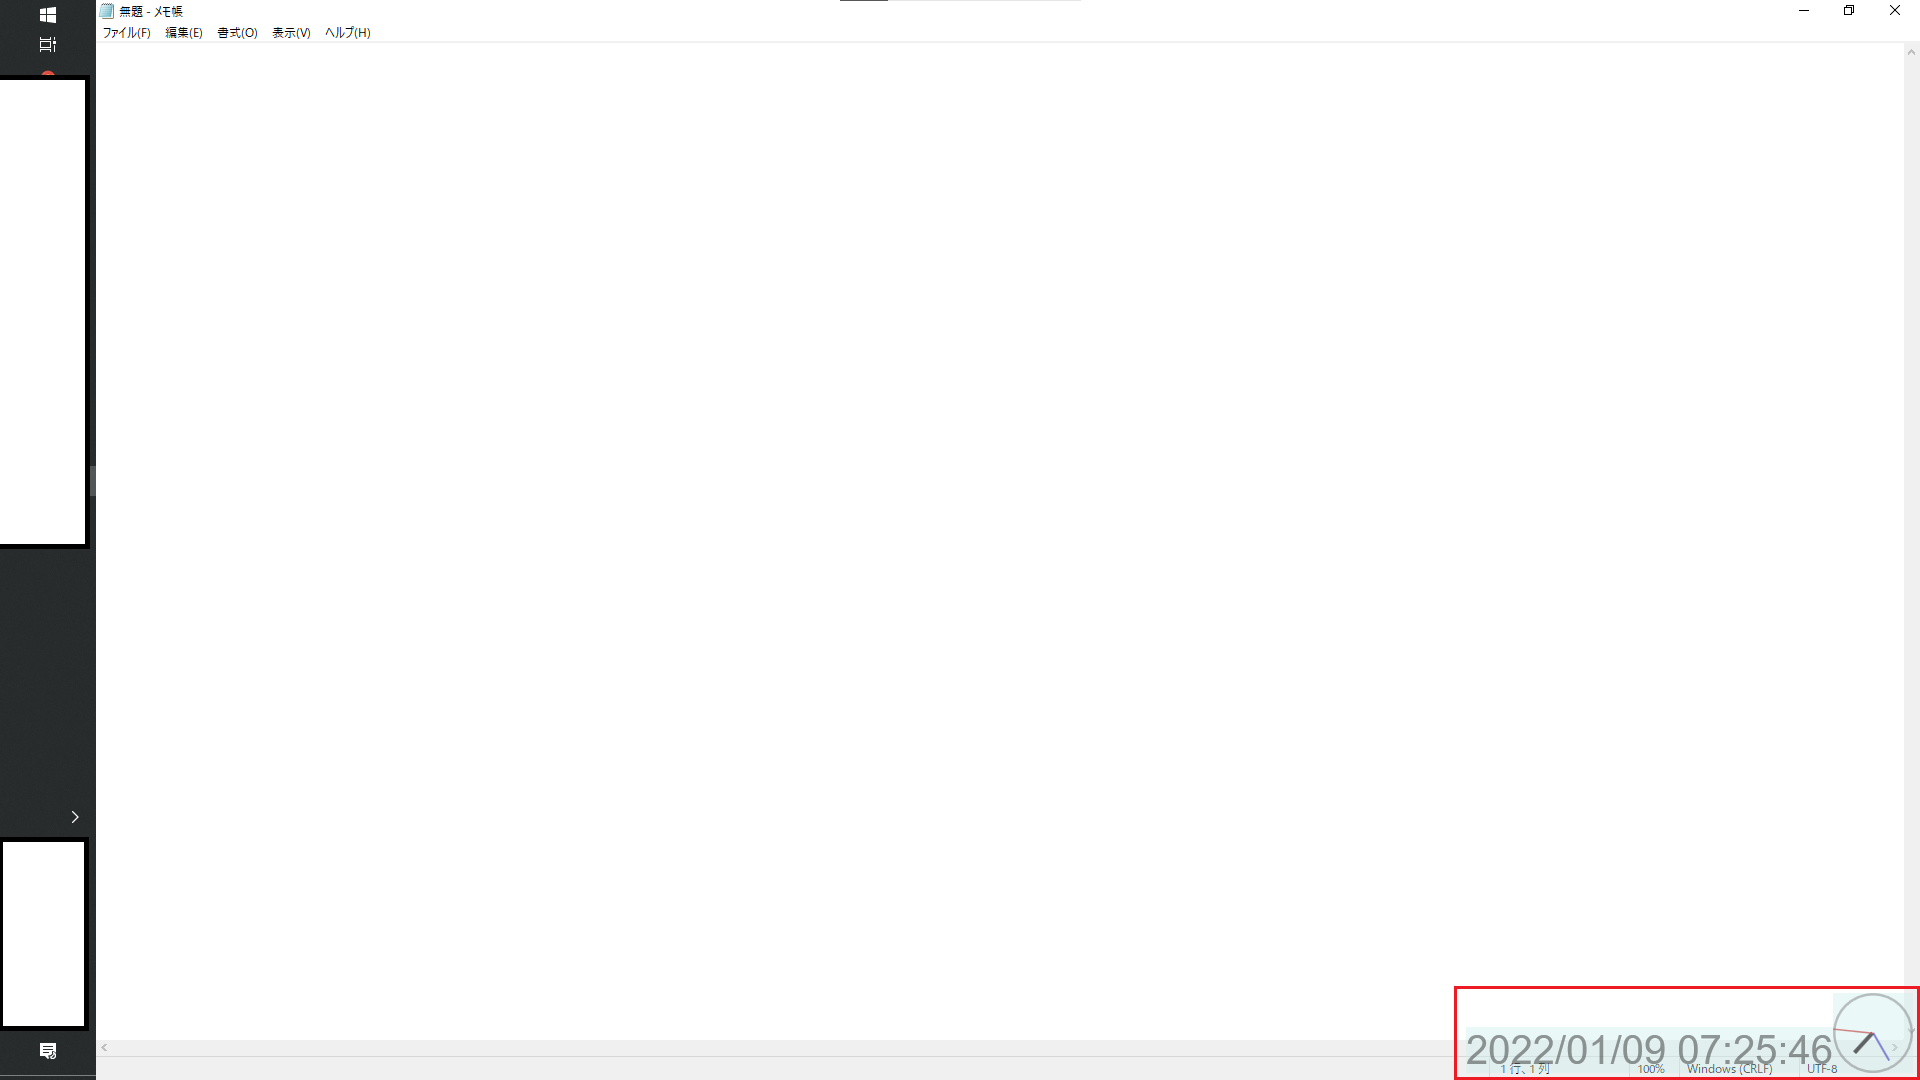 無題 - メモ帳
ファイル(F) 編集(E) 書式(O) 表示(V) ヘルプ(H)
2022/01/09 07:25:46
1 行、1 列 100% Windows (CRLF) UTF-8